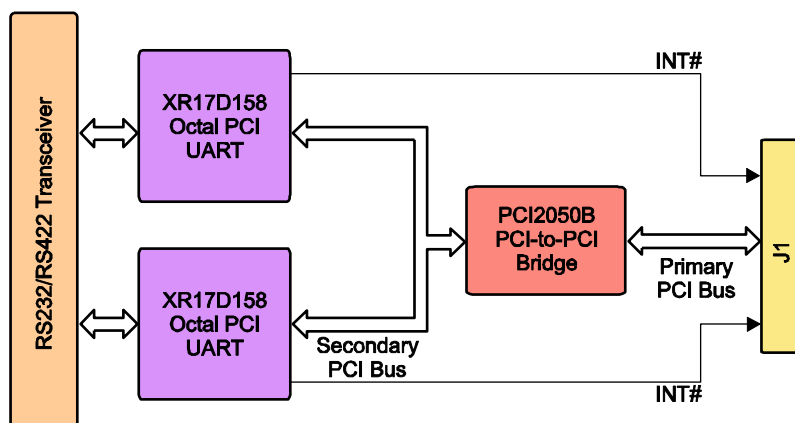 RS232/RS422 Transceiver
XR17D158
Octal PCI
UART
INT#
PCI2050B
PCI-to-PCI
Bridge
Primary
PCI Bus
J1
XR17D158
Octal PCI
UART
Secondary
PCI Bus
INT#